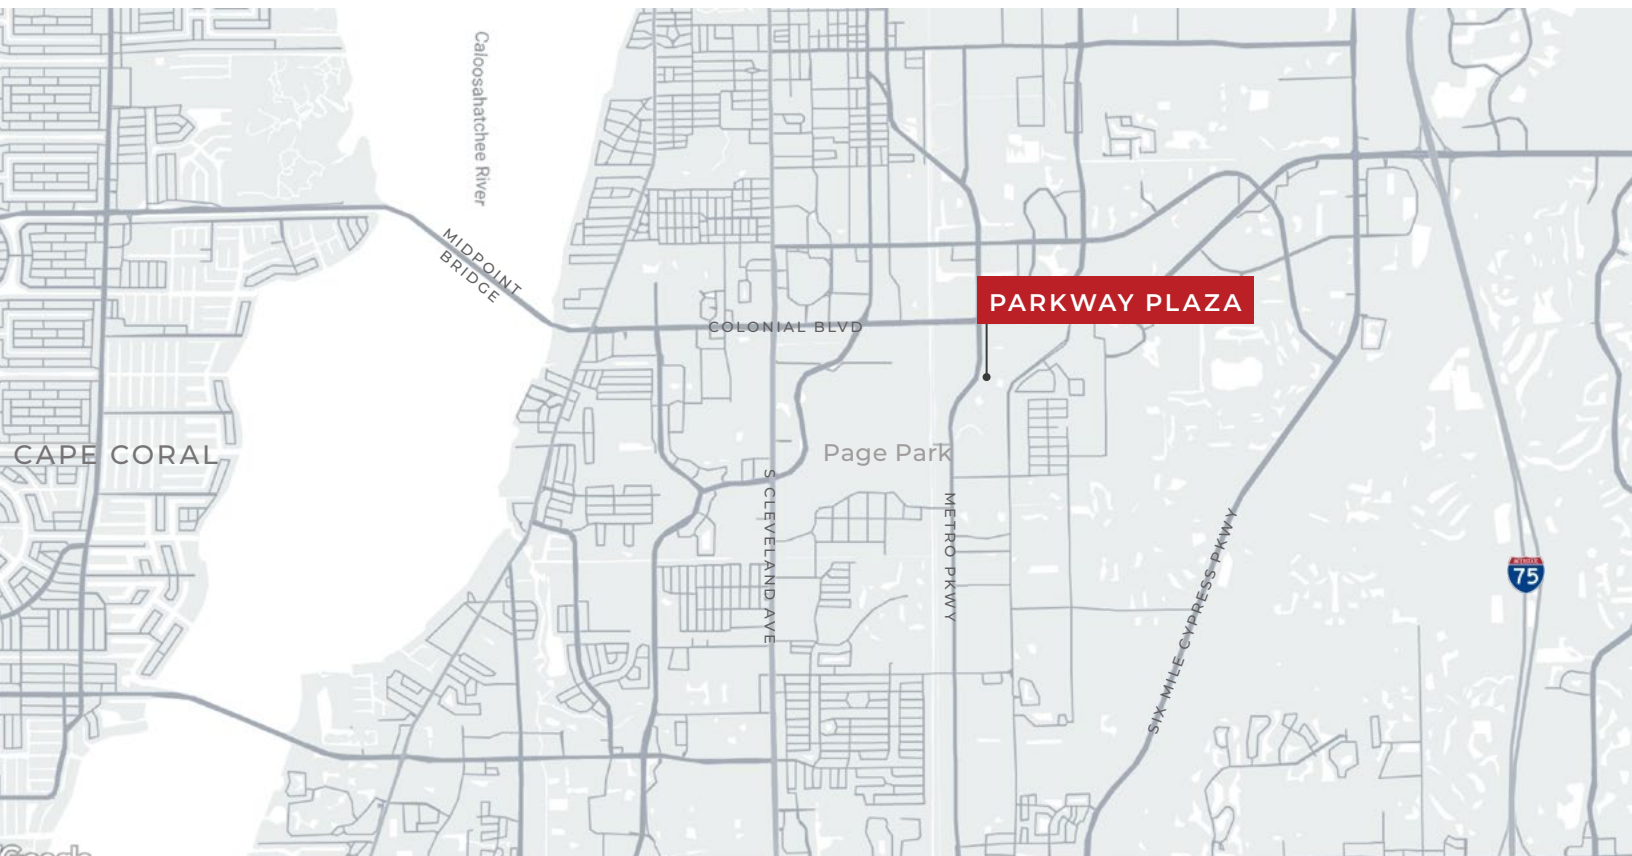 Caloosahatchee River
MIDPOINT
BRIDGE
PARKWAY PLAZA
COLONIAL BLVD
CAPE CORAL
Page Park
S CLEVELAND AVE
METRO PKWY
SIX MILE CYPRESS PKWY
75
Google